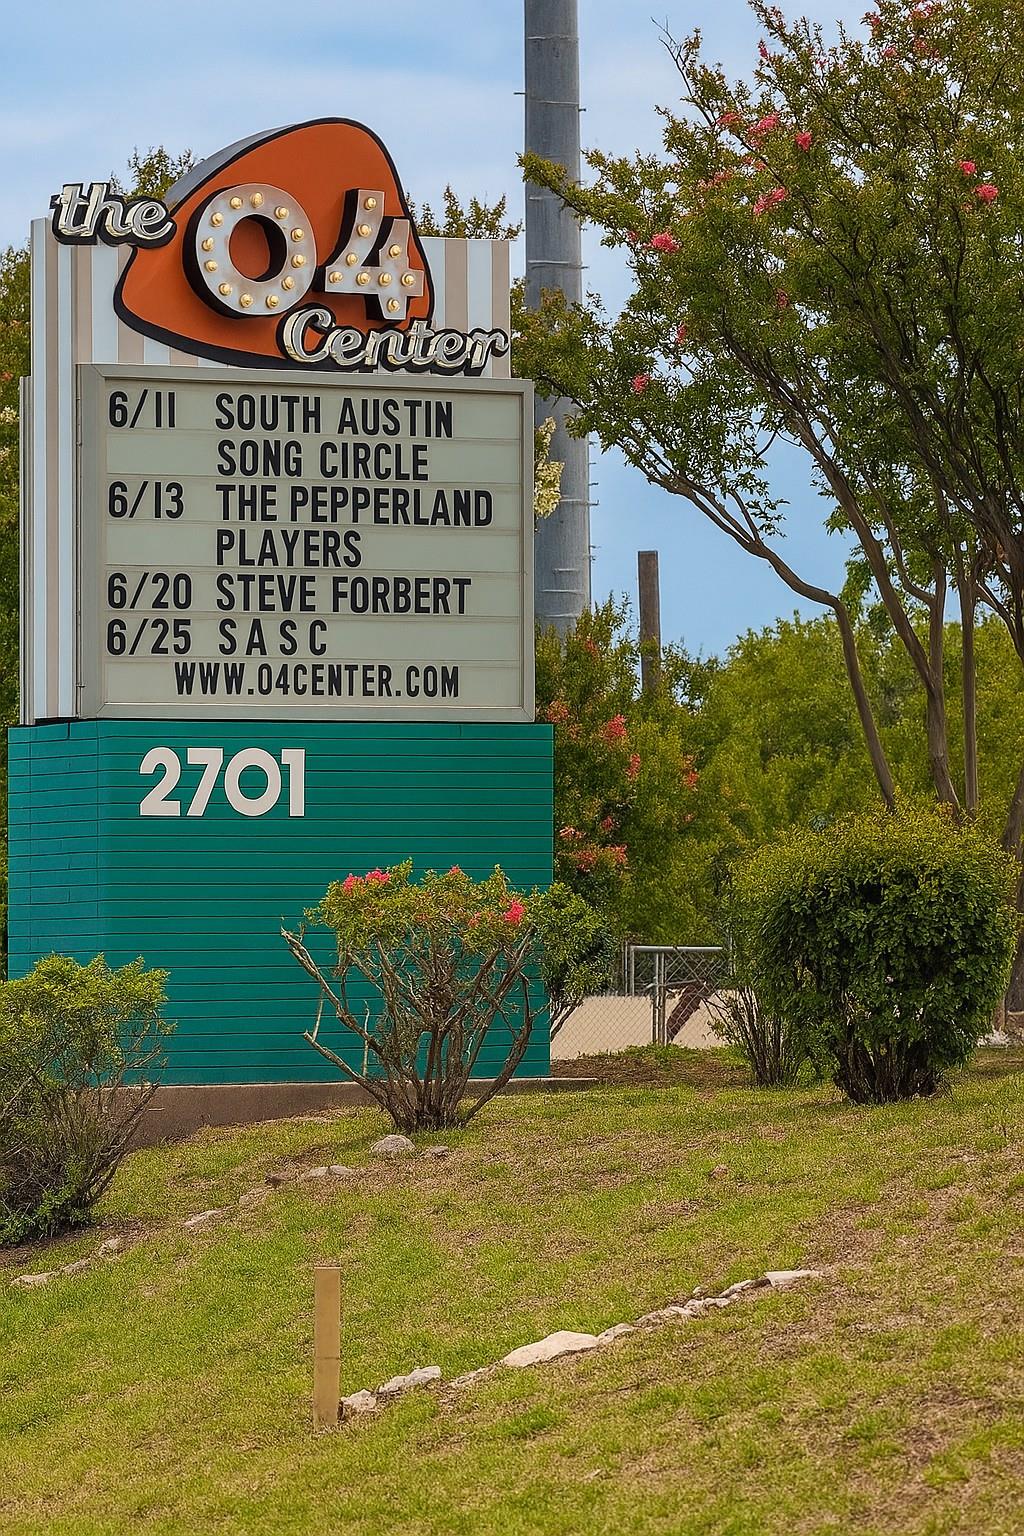 the
04
Center
6/11 SOUTH AUSTIN
SONG CIRCLE
6/13 THE PEPPERLAND
PLAYERS
6/20 STEVE FORBERT
6/25 S A S C
WWW.04CENTER.COM
2701